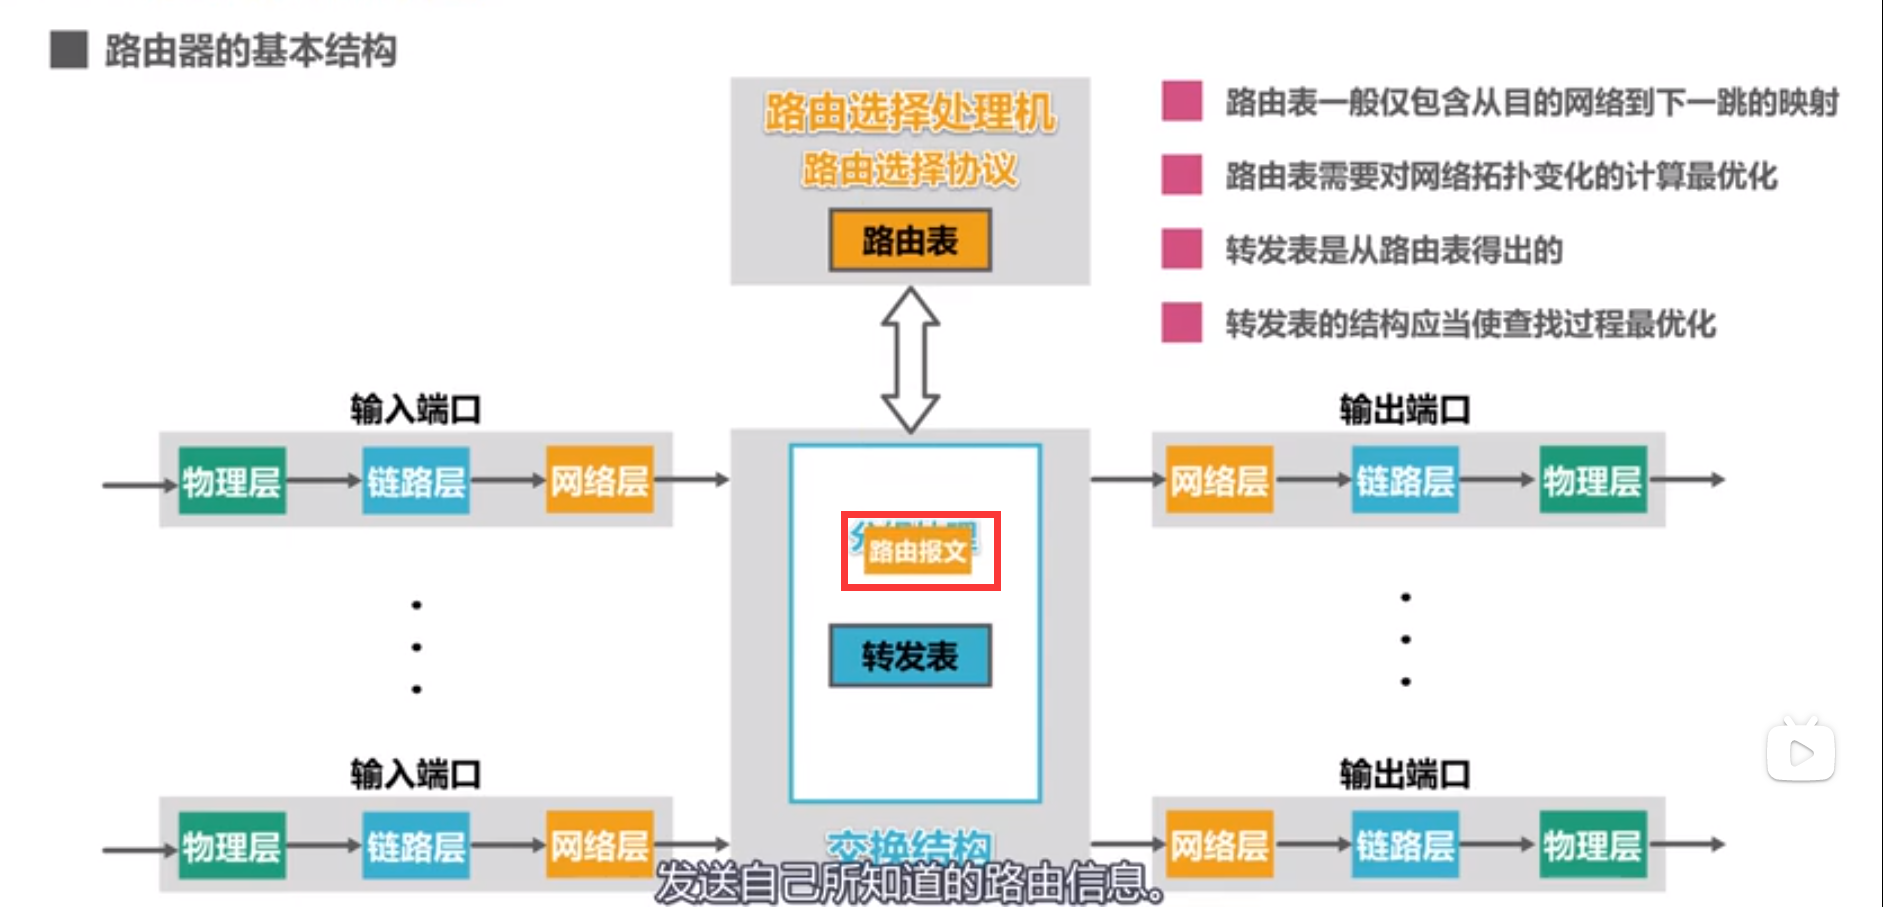 路由器的基本结构
路由选择处理机
路由选择协议
路由表
路由表一般仅包含从目的网络到下一跳的映射
路由表需要对网络拓扑变化的计算最优化
转发表是从路由表得出的
转发表的结构应当使查找过程最优化
输入端口
物理层
链路层
网络层
路由报文
转发表
输出端口
网络层
链路层
物理层
输入端口
物理层
链路层
网络层
交换结构
输出端口
网络层
链路层
物理层
发送自己所知道的路由信息。